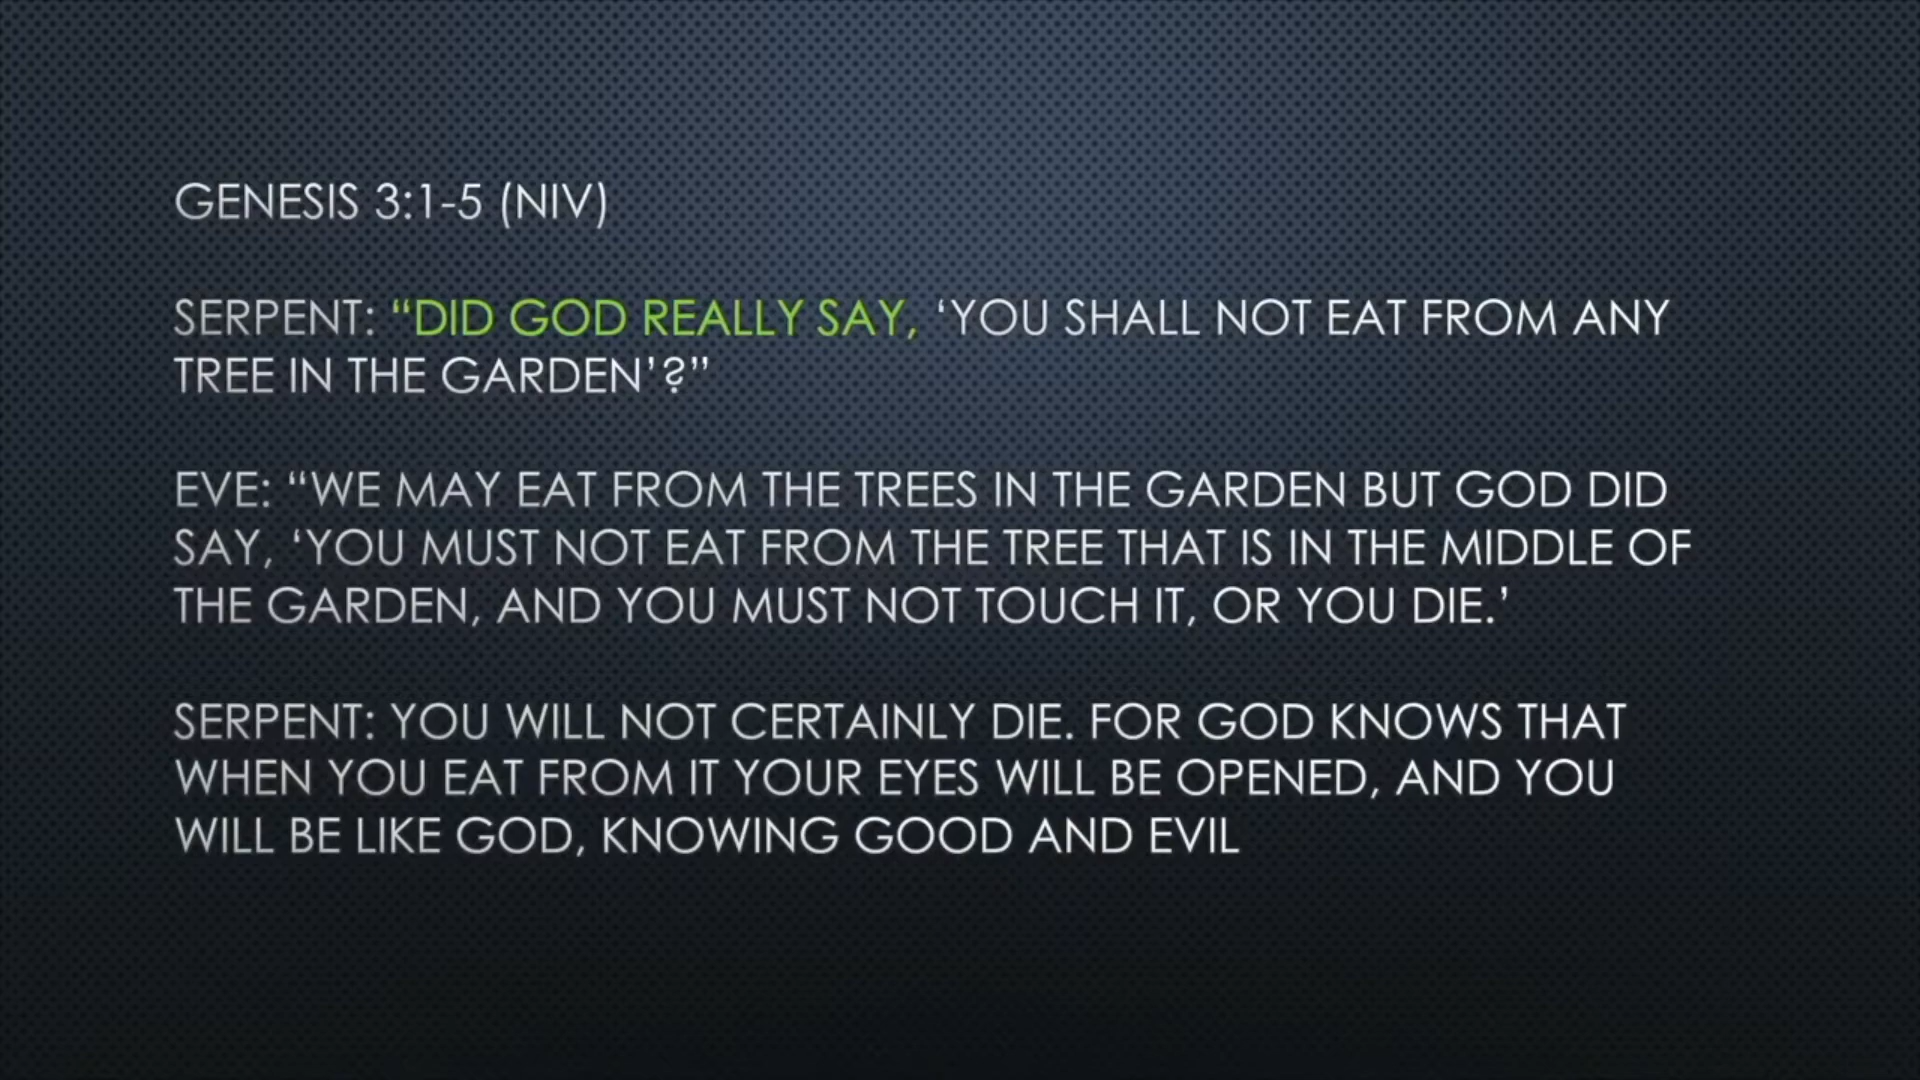 GENESIS 3:1-5 (NIV)
SERPENT: “DID GOD REALLY SAY, ‘YOU SHALL NOT EAT FROM ANY
TREE IN THE GARDEN’?”
EVE: “WE MAY EAT FROM THE TREES IN THE GARDEN BUT GOD DID
SAY, ‘YOU MUST NOT EAT FROM THE TREE THAT IS IN THE MIDDLE OF
THE GARDEN, AND YOU MUST NOT TOUCH IT, OR YOU DIE.’
SERPENT: YOU WILL NOT CERTAINLY DIE. FOR GOD KNOWS THAT
WHEN YOU EAT FROM IT YOUR EYES WILL BE OPENED, AND YOU
WILL BE LIKE GOD, KNOWING GOOD AND EVIL